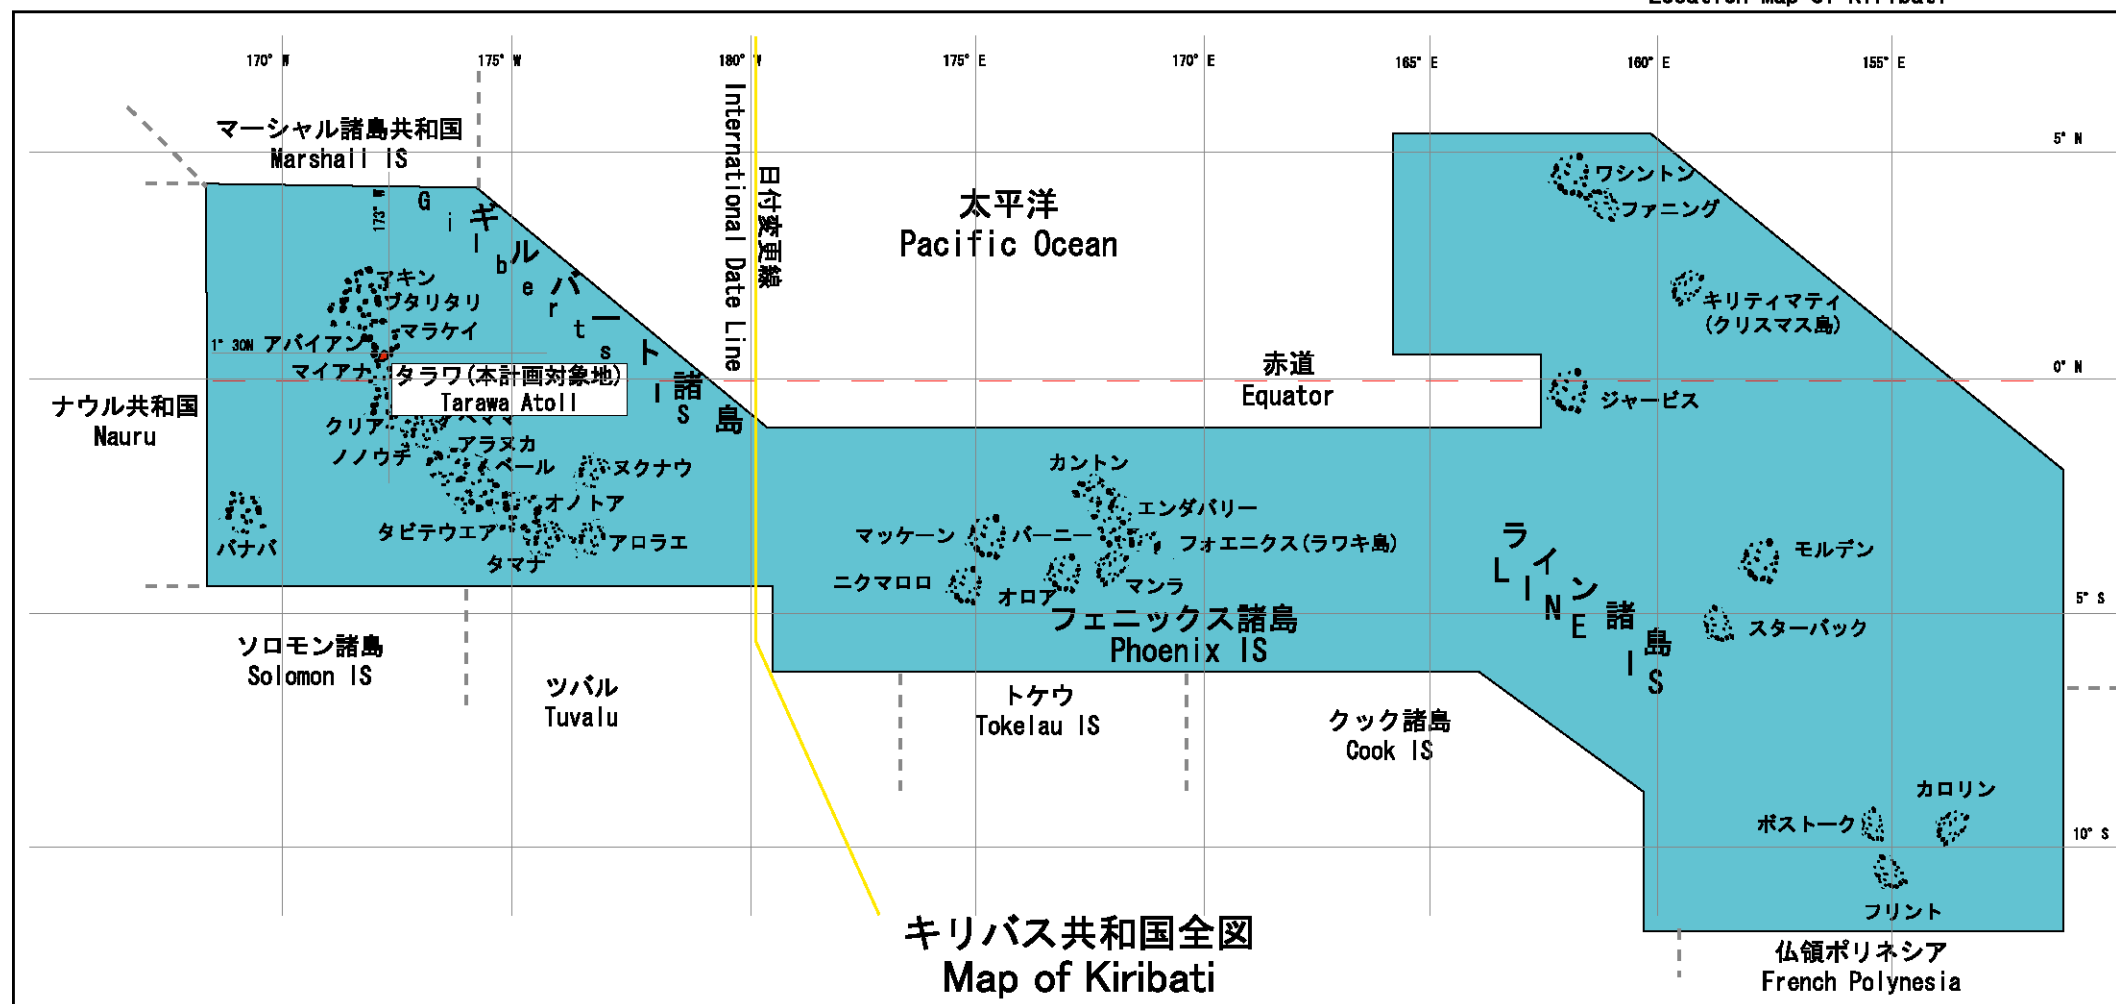 Location Map of Kiribati
170° W
175° W
180° W
175° E
170° E
165° E
160° E
155° E
マーシャル諸島共和国
Marshall IS
173° W
Gilberts IS
ギルバート諸島
International Date Line
日付変更線
太平洋
Pacific Ocean
5° N
ワシントン
ファニング
キリティマティ
(クリスマス島)
マキン
ブタリタリ
マラケイ
1° 30N
アバイアン
マイアナ
タラワ(本計画対象地)
Tarawa Atoll
赤道
Equator
0° N
ジャービス
ナウル共和国
Nauru
クリア
ベママ
アラヌカ
ノノウチ
ベール
ヌクナウ
オノトア
タビテウエア
アロラエ
タマナ
バナバ
カントン
エンダバリー
マッケーン
バーニー
フォエニクス(ラワキ島)
ニクマロロ
オロア
マンラ
フェニックス諸島
Phoenix IS
ライン諸島
LINE IS
モルデン
スターバック
5° S
ソロモン諸島
Solomon IS
ツバル
Tuvalu
トケウ
Tokelau IS
クック諸島
Cook IS
カロリン
ボストーク
10° S
フリント
キリバス共和国全図
Map of Kiribati
仏領ポリネシア
French Polynesia